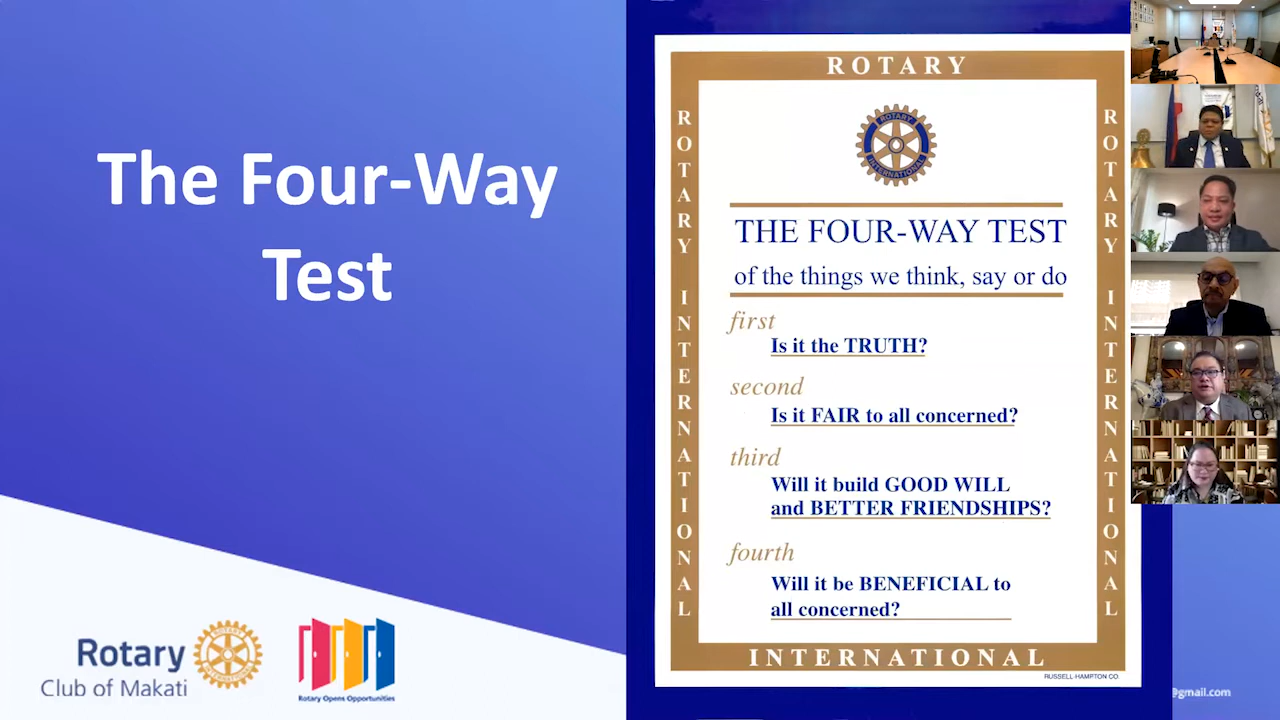 The Four-Way
Test
Rotary
Club of Makati
Rotary Opens Opportunities
ROTARY
ROTARY INTERNATIONAL
ROTARY
INTERNATIONAL
THE FOUR-WAY TEST
of the things we think, say or do
first
Is it the TRUTH?
second
Is it FAIR to all concerned?
third
Will it build GOOD WILL
and BETTER FRIENDSHIPS?
fourth
Will it be BENEFICIAL to
all concerned?
ROTARY INTERNATIONAL
INTERNATIONAL
RUSSELL-HAMPTON CO.
@gmail.com